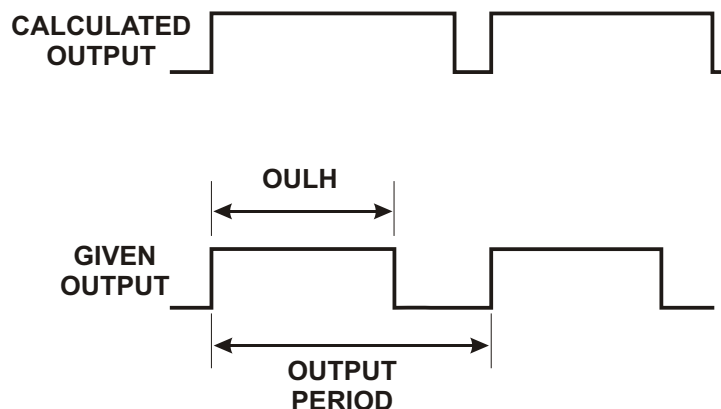 CALCULATED
OUTPUT
OULH
GIVEN
OUTPUT
OUTPUT
PERIOD